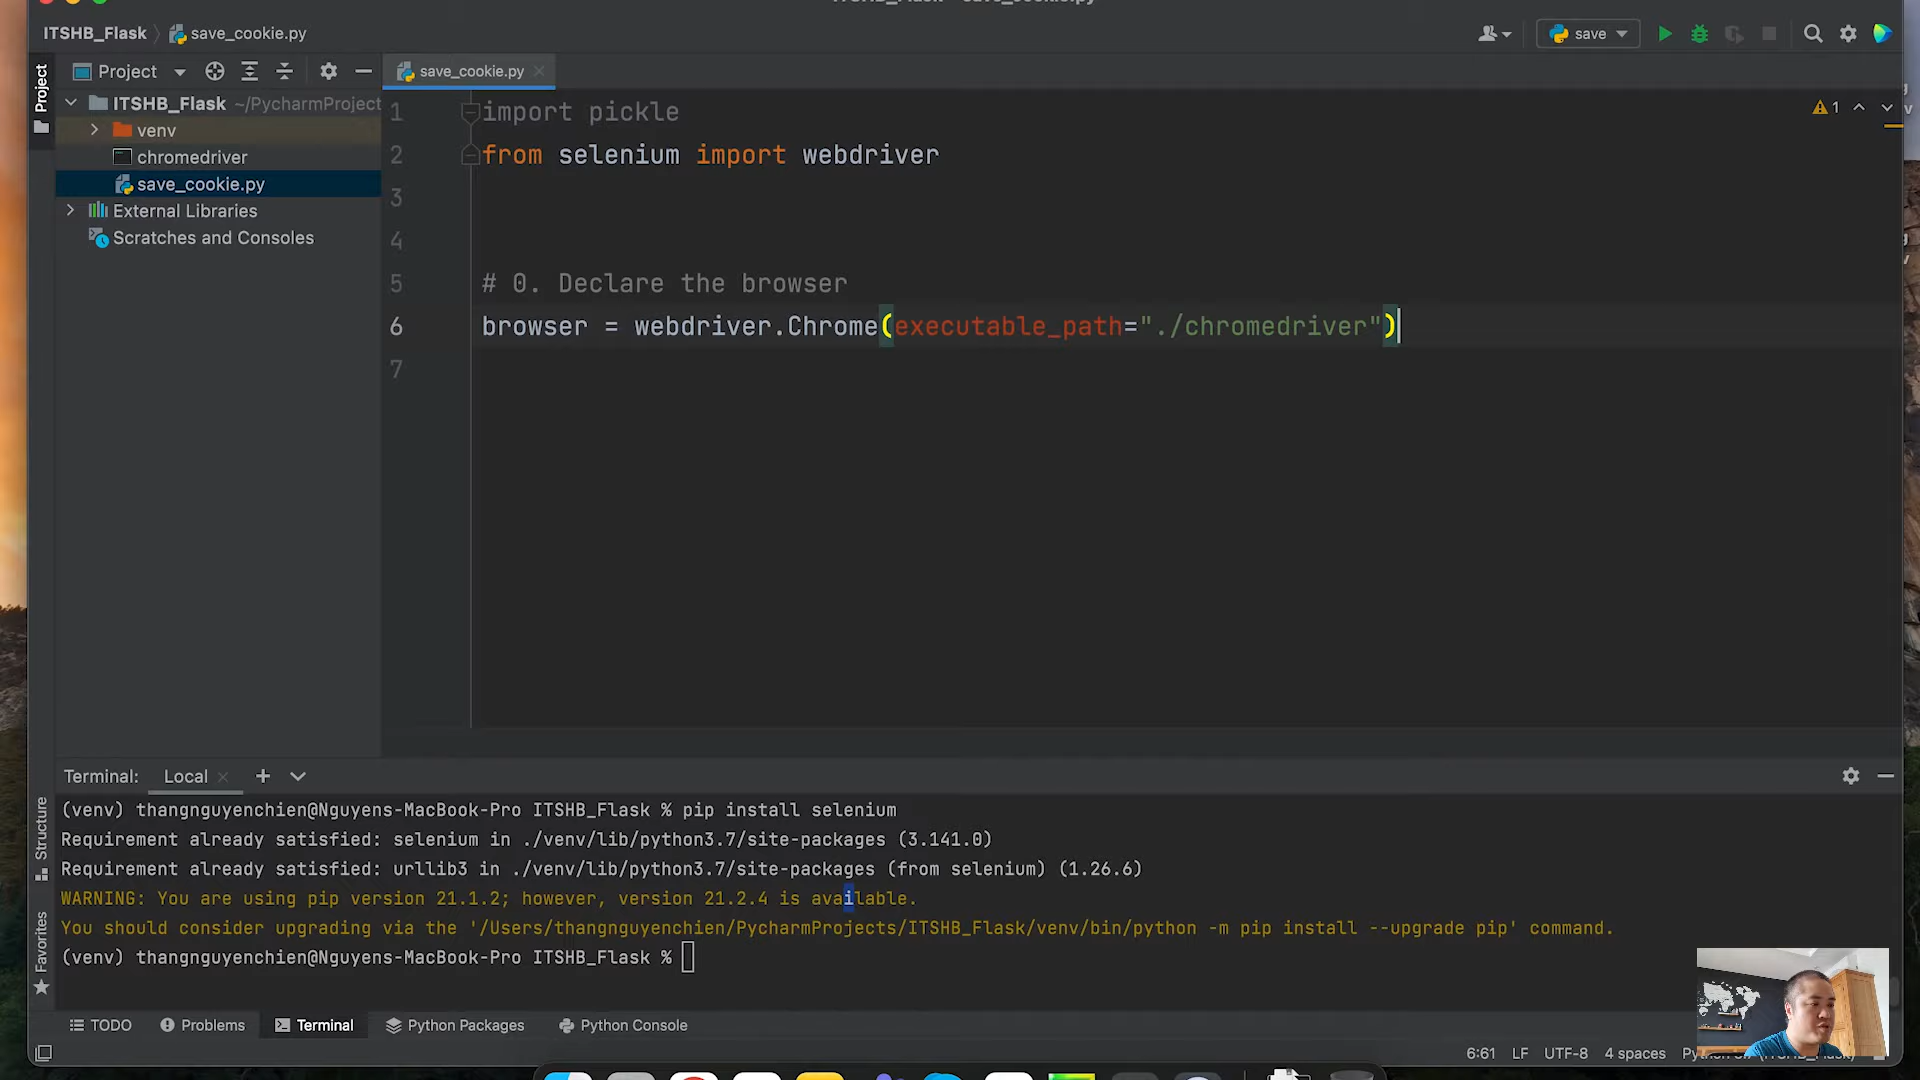 ITSHB_Flask
save_cookie.py
save
Project
Project
save_cookie.py
ITSHB_Flask ~/PycharmProject
venv
chromedriver
save_cookie.py
External Libraries
Scratches and Consoles
1 import pickle
2 from selenium import webdriver
3
4
5 # 0. Declare the browser
6 browser = webdriver.Chrome(executable_path="./chromedriver")
7
1
Terminal: Local
(venv) thangnguyenchien@Nguyens-MacBook-Pro ITSHB_Flask % pip install selenium
Requirement already satisfied: selenium in ./venv/lib/python3.7/site-packages (3.141.0)
Requirement already satisfied: urllib3 in ./venv/lib/python3.7/site-packages (from selenium) (1.26.6)
WARNING: You are using pip version 21.1.2; however, version 21.2.4 is available.
You should consider upgrading via the '/Users/thangnguyenchien/PycharmProjects/ITSHB_Flask/venv/bin/python -m pip install --upgrade pip' command.
(venv) thangnguyenchien@Nguyens-MacBook-Pro ITSHB_Flask %
Structure
Favorites
TODO Problems Terminal Python Packages Python Console
6:61 LF UTF-8 4 spaces